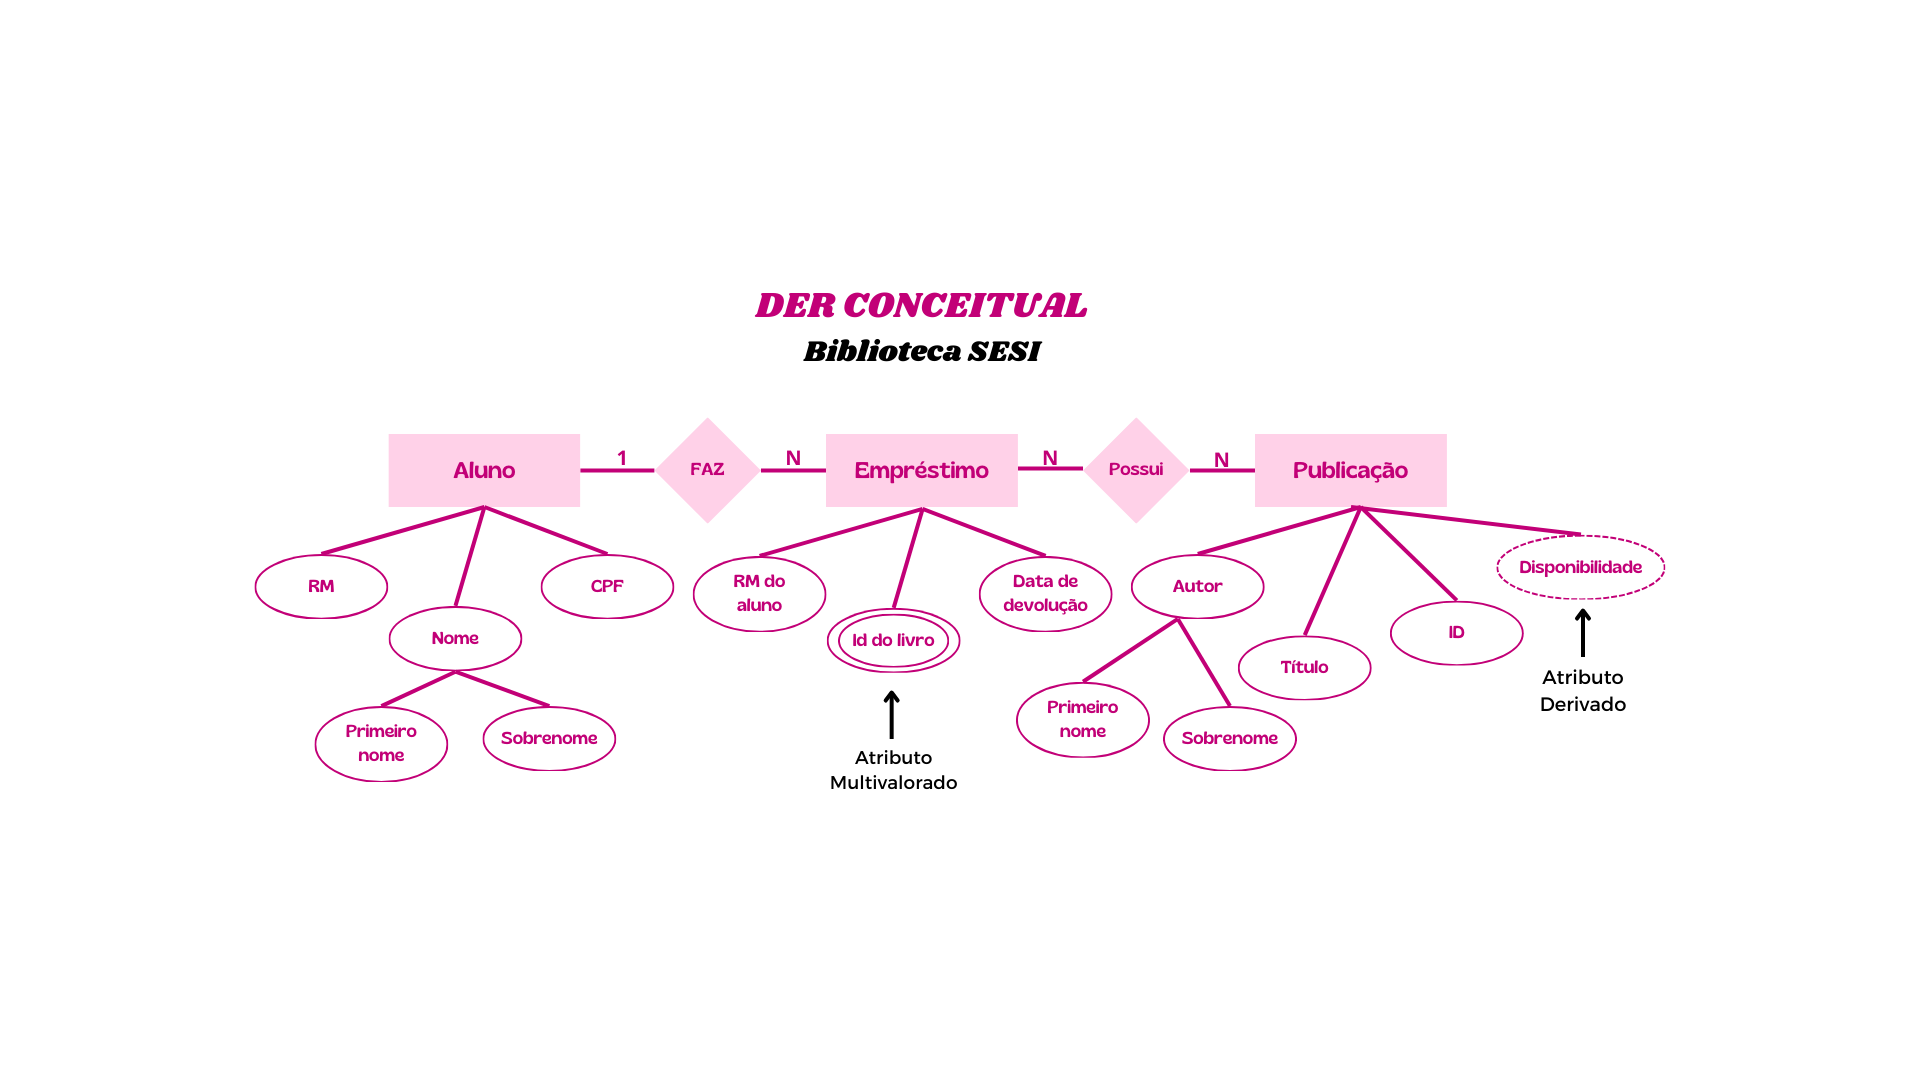 DER CONCEITUAL
Biblioteca SESI
Aluno
1
FAZ
N
Empréstimo
N
Possui
N
Publicação
RM
Nome
CPF
Primeiro
nome
Sobrenome
RM do
aluno
Id do livro
Data de
devolução
Atributo
Multivalorado
Autor
Primeiro
nome
Sobrenome
Título
ID
Disponibilidade
Atributo
Derivado